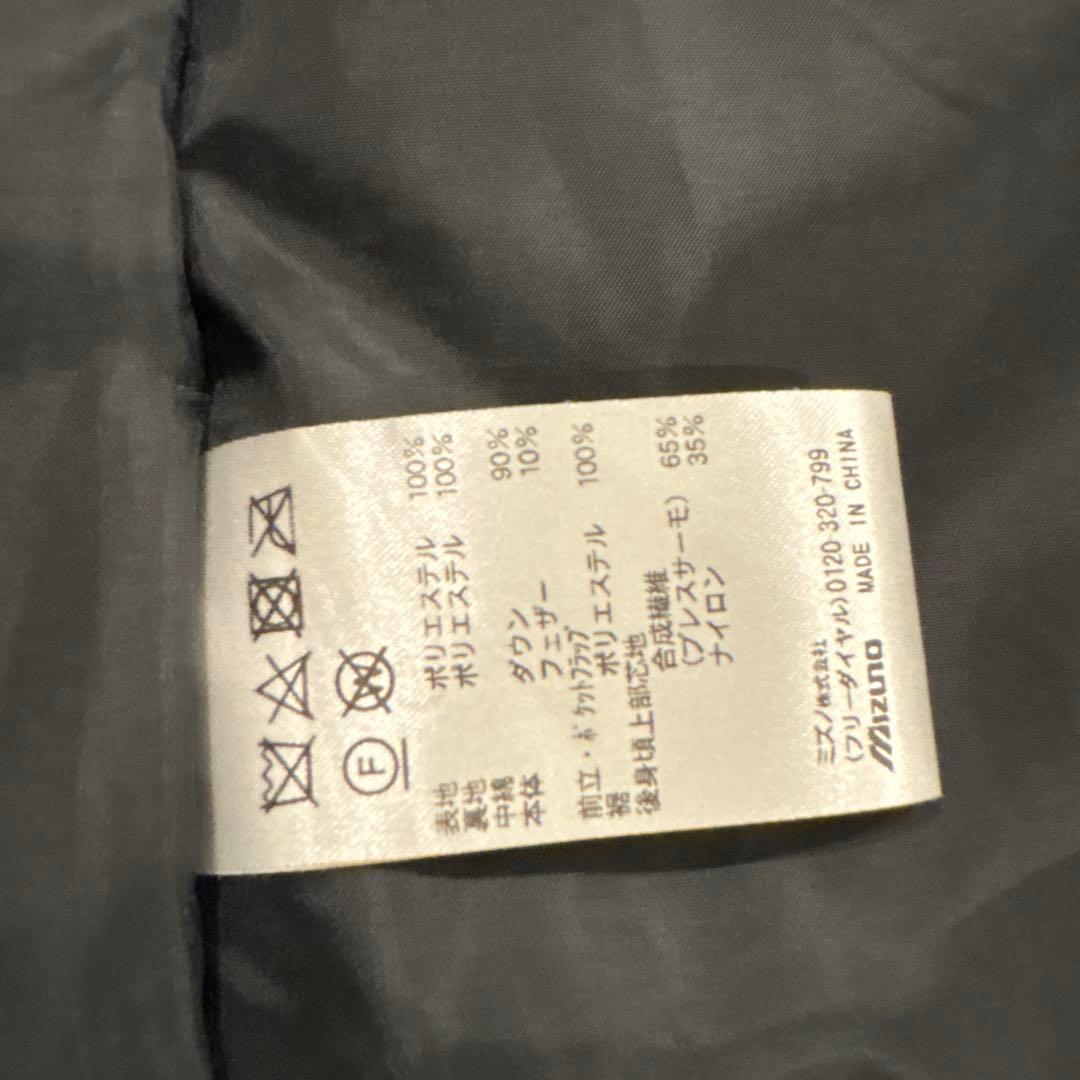 F
W
表地 ポリエステル 100%
裏地 ポリエステル 100%
中綿
本体 ダウン 90%
フェザー 10%
前立・ポケットフラップ
裾 ポリエステル 100%
後身頃上部芯地
合成繊維
(ブレスサーモ) 65%
ナイロン 35%
ミズノ株式会社
(フリーダイヤル)0120-320-799
Mizuno MADE IN CHINA